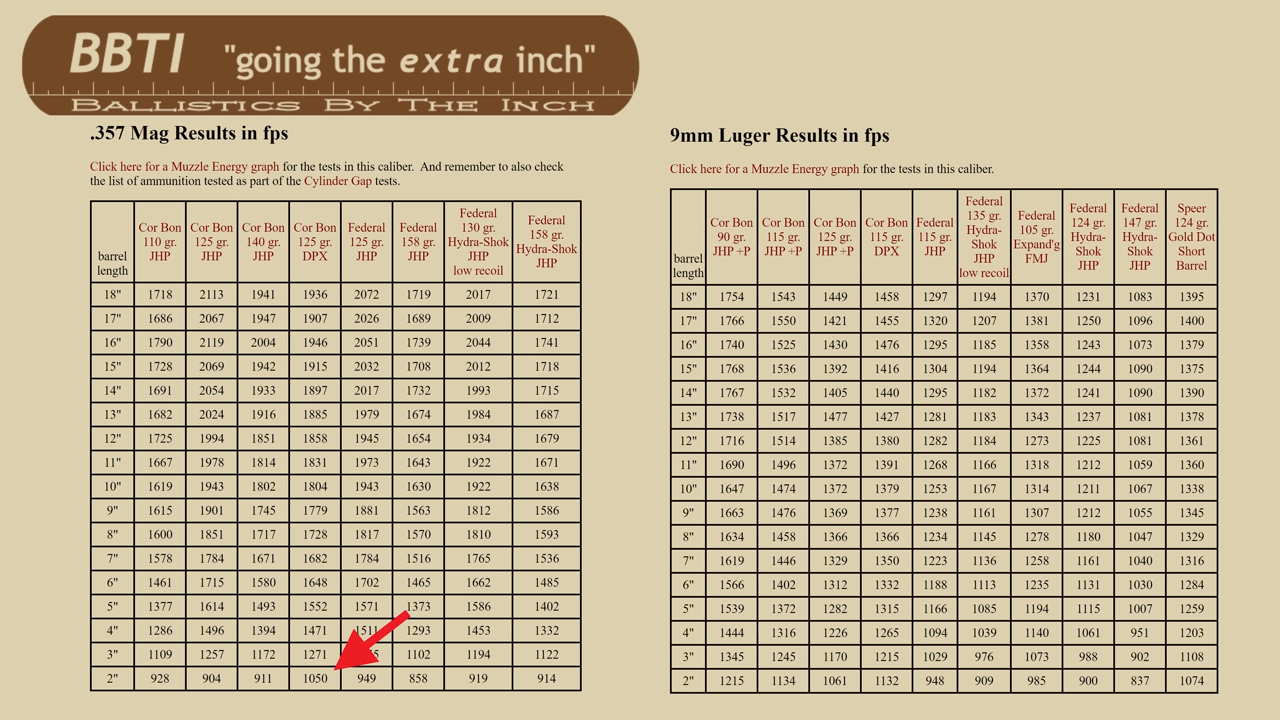 BBTI "going the extra inch"
BALLISTICS BY THE INCH
.357 Mag Results in fps
Click here for a Muzzle Energy graph for the tests in this caliber. And remember to also check
the list of ammunition tested as part of the Cylinder Gap tests.
barrel length Cor Bon 110 gr. JHP Cor Bon 125 gr. JHP Cor Bon 140 gr. JHP Cor Bon 125 gr. DPX Federal 125 gr. JHP Federal 158 gr. JHP Federal 130 gr. Hydra-Shok JHP low recoil Federal 158 gr. Hydra-Shok JHP
18" 1718 2113 1941 1936 2072 1719 2017 1721
17" 1686 2067 1947 1907 2026 1689 2009 1712
16" 1790 2119 2004 1946 2051 1739 2044 1741
15" 1728 2069 1942 1915 2032 1708 2012 1718
14" 1691 2054 1933 1897 2017 1732 1993 1715
13" 1682 2024 1916 1885 1979 1674 1984 1687
12" 1725 1994 1851 1858 1945 1654 1934 1679
11" 1667 1978 1814 1831 1973 1643 1922 1671
10" 1619 1943 1802 1804 1943 1630 1922 1638
9" 1615 1901 1745 1779 1881 1563 1812 1586
8" 1600 1851 1717 1728 1817 1570 1810 1593
7" 1578 1784 1671 1682 1784 1516 1765 1536
6" 1461 1715 1580 1648 1702 1465 1662 1485
5" 1377 1614 1493 1552 1571 1373 1586 1402
4" 1286 1496 1394 1471 1511 1293 1453 1332
3" 1109 1257 1172 1271 1102 1194 1122
2" 928 904 911 1050 949 858 919 914
9mm Luger Results in fps
Click here for a Muzzle Energy graph for the tests in this caliber.
barrel length Cor Bon 90 gr. JHP +P Cor Bon 115 gr. JHP +P Cor Bon 125 gr. JHP +P Cor Bon 115 gr. DPX Federal 115 gr. JHP Federal 135 gr. Hydra-Shok JHP low recoil Federal 105 gr. Expand'g FMJ Federal 124 gr. Hydra-Shok JHP Federal 147 gr. Hydra-Shok JHP Speer 124 gr. Gold Dot Short Barrel
18" 1754 1543 1449 1458 1297 1194 1370 1231 1083 1395
17" 1766 1550 1421 1455 1320 1207 1381 1250 1096 1400
16" 1740 1525 1430 1476 1295 1185 1358 1243 1073 1379
15" 1768 1536 1392 1416 1304 1194 1364 1244 1090 1375
14" 1767 1532 1405 1440 1295 1182 1372 1241 1090 1390
13" 1738 1517 1477 1427 1281 1183 1343 1237 1081 1378
12" 1716 1514 1385 1380 1282 1184 1273 1225 1081 1361
11" 1690 1496 1372 1391 1268 1166 1318 1212 1059 1360
10" 1647 1474 1372 1379 1253 1167 1314 1211 1067 1338
9" 1663 1476 1369 1377 1238 1161 1307 1212 1055 1345
8" 1634 1458 1366 1366 1234 1145 1278 1180 1047 1329
7" 1619 1446 1329 1350 1223 1136 1258 1161 1040 1316
6" 1566 1402 1312 1332 1188 1113 1235 1131 1030 1284
5" 1539 1372 1282 1315 1166 1085 1194 1115 1007 1259
4" 1444 1316 1226 1265 1094 1039 1140 1061 951 1203
3" 1345 1245 1170 1215 1029 976 1073 988 902 1108
2" 1215 1134 1061 1132 948 909 985 900 837 1074